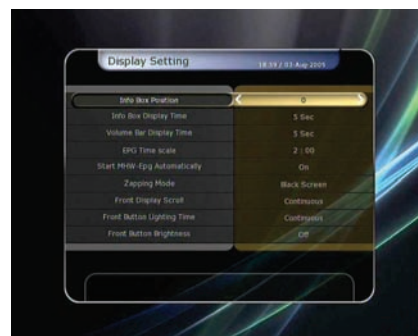 Display Setting
18:09 / 03-Aug-2005
Info Box Position 0
Info Box Display Time 5 Sec
Volume Bar Display Time 3 Sec
EPG Time scale 2 : 00
Start MHW-Epg Automatically On
Zapping Mode Black Screen
Front Display Scroll Continuous
Front Button Lighting Time Continuous
Front Button Brightness Off